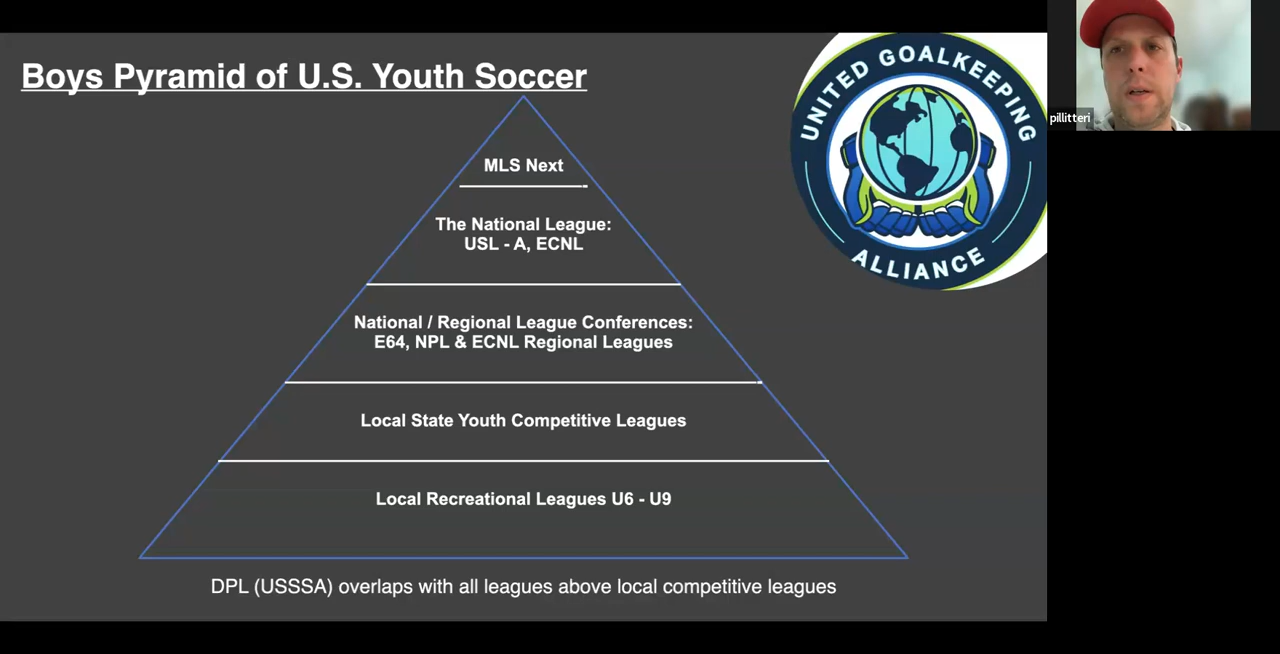 Boys Pyramid of U.S. Youth Soccer
UNITED GOALKEEPING
ALLIANCE
pillitteri
MLS Next
The National League:
USL - A, ECNL
National / Regional League Conferences:
E64, NPL & ECNL Regional Leagues
Local State Youth Competitive Leagues
Local Recreational Leagues U6 - U9
DPL (USSSA) overlaps with all leagues above local competitive leagues